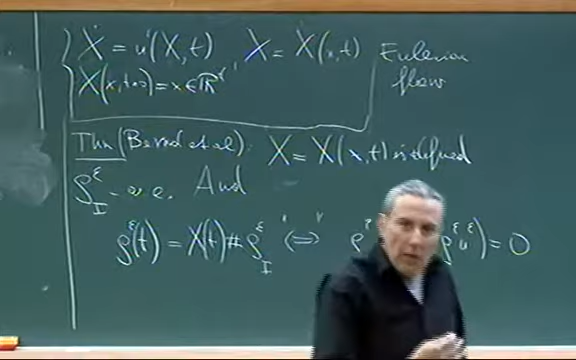 Ẋ = u(X,t) , X = X(x,t) Eulerian
X(x,t=0) = x ∈ ℝ flow
Thm (Bernd et al). X = X(x,t) is defined
ρ_I^ε -a.e. And
ρ^ε(t) = X(t) # ρ_I^ε "⇔" ρ^ε u^ε) = 0